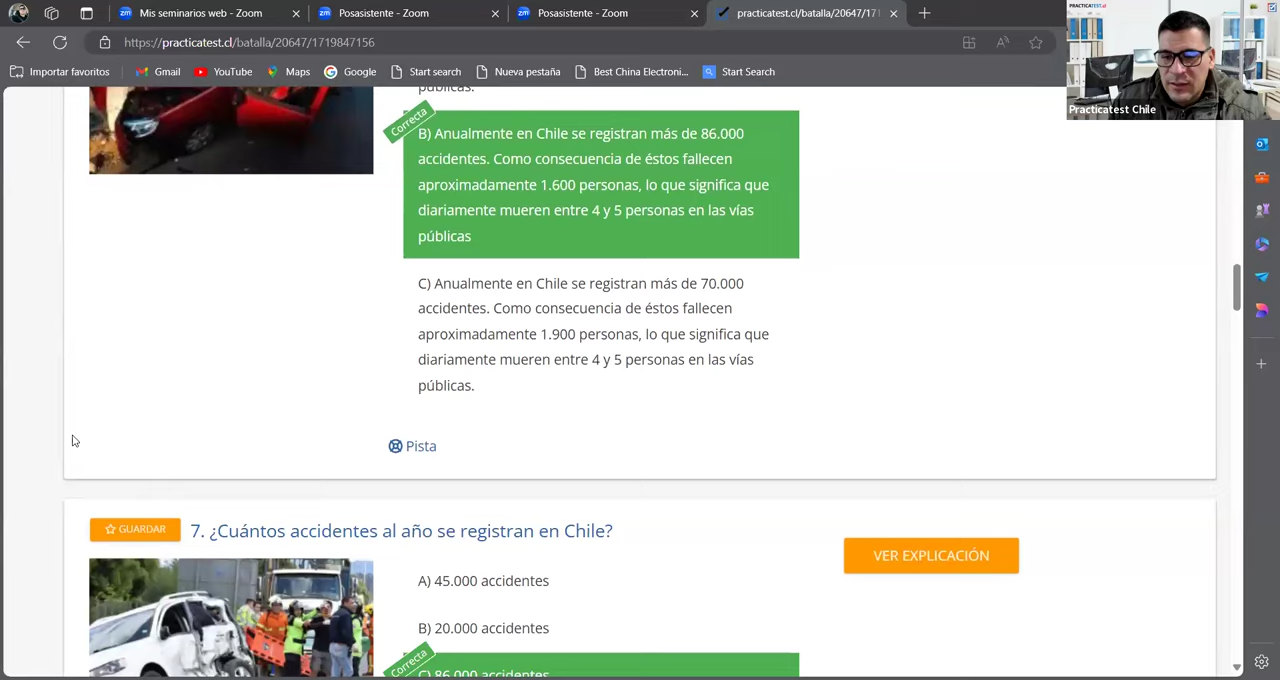 Mis seminarios web - Zoom
Posasistente - Zoom
Posasistente - Zoom
practicatest.cl/batalla/20647/171
https://practicatest.cl/batalla/20647/1719847156
Importar favoritos
Gmail
YouTube
Maps
Google
Start search
Nueva pestaña
Best China Electroni...
Start Search
PRACTICATEST.cl
Practicatest Chile
públicas.
Correcta
B) Anualmente en Chile se registran más de 86.000
accidentes. Como consecuencia de éstos fallecen
aproximadamente 1.600 personas, lo que significa que
diariamente mueren entre 4 y 5 personas en las vías
públicas
C) Anualmente en Chile se registran más de 70.000
accidentes. Como consecuencia de éstos fallecen
aproximadamente 1.900 personas, lo que significa que
diariamente mueren entre 4 y 5 personas en las vías
públicas.
Pista
GUARDAR
7. ¿Cuántos accidentes al año se registran en Chile?
VER EXPLICACIÓN
A) 45.000 accidentes
B) 20.000 accidentes
Correcta
C) 86.000 accidentes